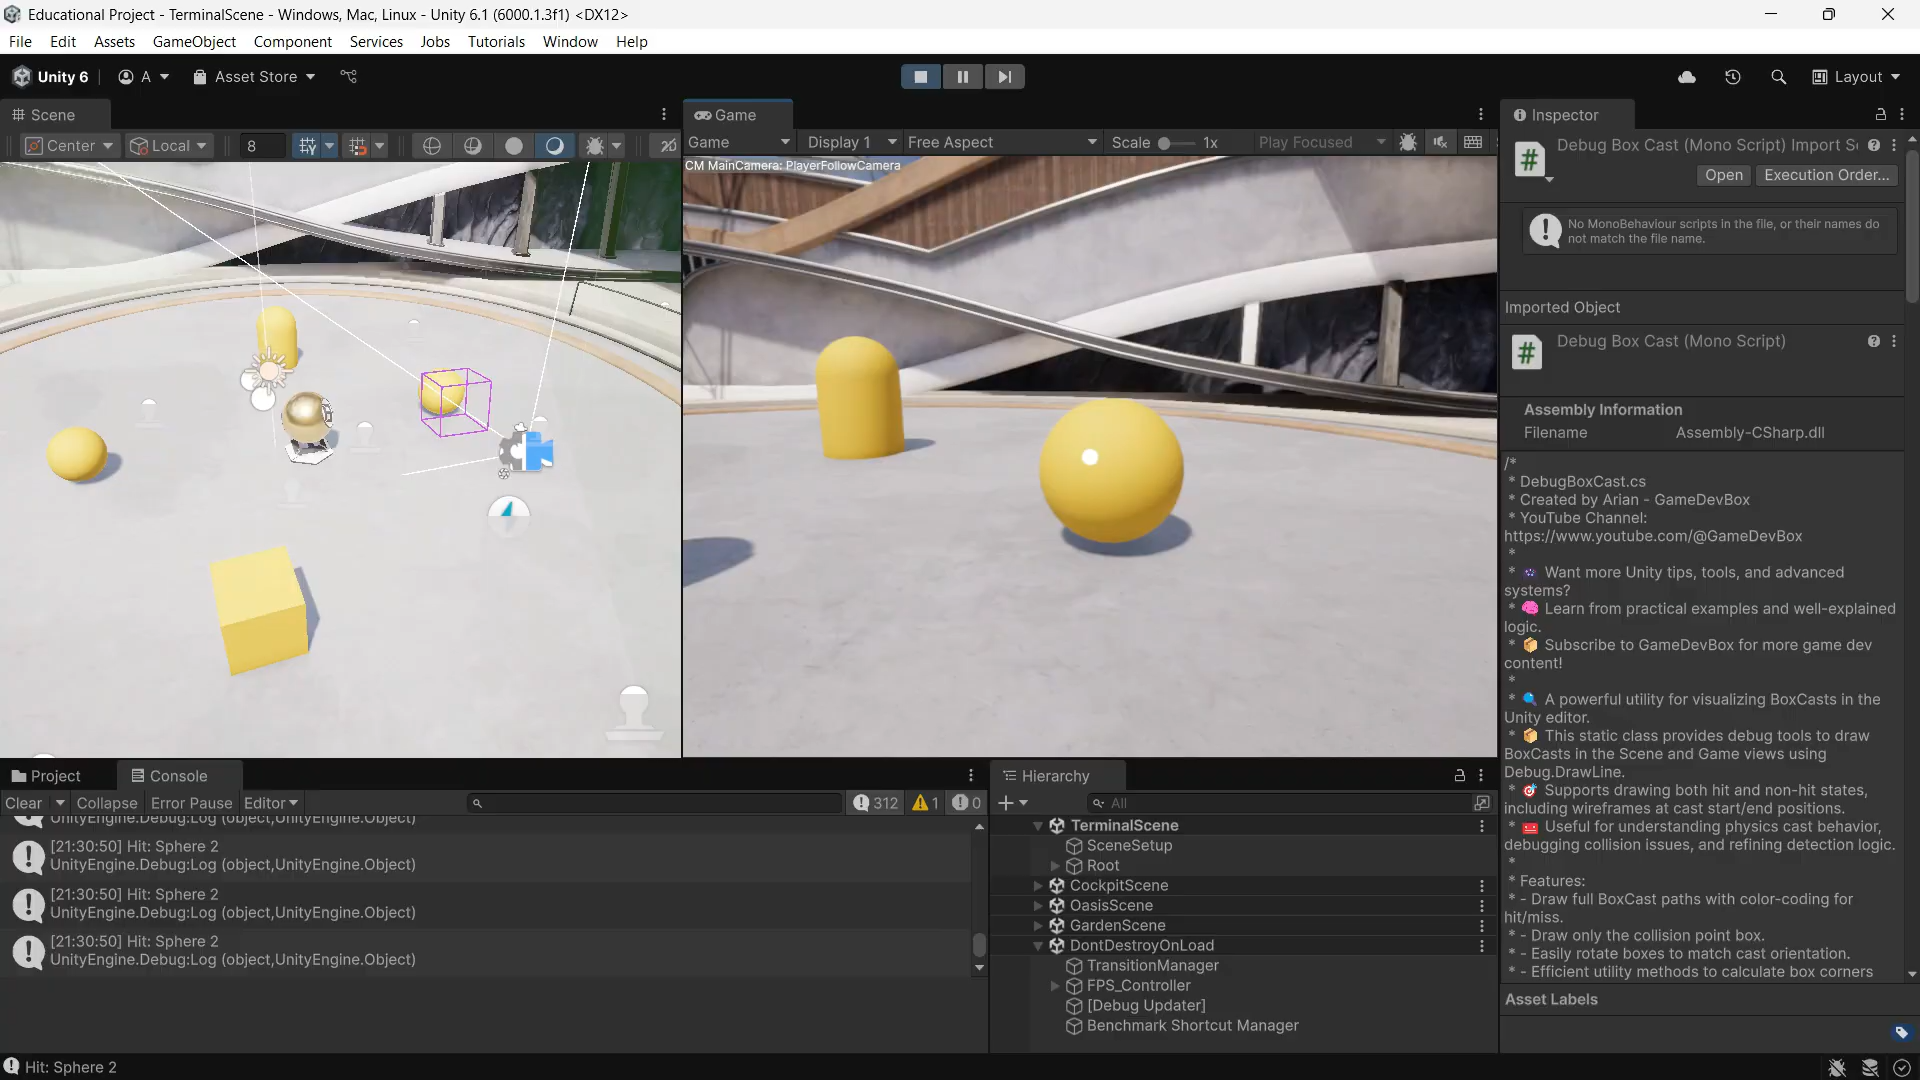 Educational Project - TerminalScene - Windows, Mac, Linux - Unity 6.1 (6000.1.3f1) <DX12>
File Edit Assets GameObject Component Services Jobs Tutorials Window Help
Unity 6 A Asset Store Layout
Scene
Center Local 8 2D
Game
Game Display 1 Free Aspect Scale 1x Play Focused
CM MainCamera: PlayerFollowCamera
Inspector
Debug Box Cast (Mono Script) Import S
Open Execution Order...
No MonoBehaviour scripts in the file, or their names do
not match the file name.
Imported Object
Debug Box Cast (Mono Script)
Assembly Information
Filename Assembly-CSharp.dll
/*
* DebugBoxCast.cs
* Created by Arian - GameDevBox
* YouTube Channel:
https://www.youtube.com/@GameDevBox
*
* Want more Unity tips, tools, and advanced
systems?
* 🧠 Learn from practical examples and well-explained
logic.
* 📦 Subscribe to GameDevBox for more game dev
content!
*
* 🔍 A powerful utility for visualizing BoxCasts in the
Unity editor.
* 📦 This static class provides debug tools to draw
BoxCasts in the Scene and Game views using
Debug.DrawLine.
* 🎯 Supports drawing both hit and non-hit states,
including wireframes at cast start/end positions.
* Useful for understanding physics cast behavior,
debugging collision issues, and refining detection logic.
*
* Features:
* - Draw full BoxCast paths with color-coding for
hit/miss.
* - Draw only the collision point box.
* - Easily rotate boxes to match cast orientation.
* - Efficient utility methods to calculate box corners
Asset Labels
Project Console
Clear Collapse Error Pause Editor 312 1 0
UnityEngine.Debug:Log (object,UnityEngine.Object)
[21:30:50] Hit: Sphere 2
UnityEngine.Debug:Log (object,UnityEngine.Object)
[21:30:50] Hit: Sphere 2
UnityEngine.Debug:Log (object,UnityEngine.Object)
[21:30:50] Hit: Sphere 2
UnityEngine.Debug:Log (object,UnityEngine.Object)
Hierarchy
All
TerminalScene
SceneSetup
Root
CockpitScene
OasisScene
GardenScene
DontDestroyOnLoad
TransitionManager
FPS_Controller
[Debug Updater]
Benchmark Shortcut Manager
Hit: Sphere 2